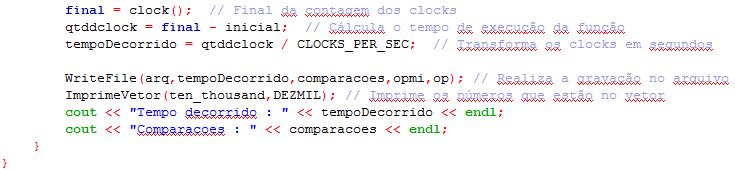 final = clock();  // Final da contagem dos clocks
qtddclock = final - inicial;  // Cálcula o tempo de execução da função
tempoDecorrido = qtddclock / CLOCKS_PER_SEC;  // Transforma os clocks em segundos
WriteFile(arq,tempoDecorrido,comparacoes,opmi,op); // Realiza a gravação no arquivo
ImprimeVetor(ten_thousand,DEZMIL); // Imprime os números que estão no vetor
cout << "Tempo decorrido : " << tempoDecorrido << endl;
cout << "Comparacoes : " << comparacoes << endl;
}
}